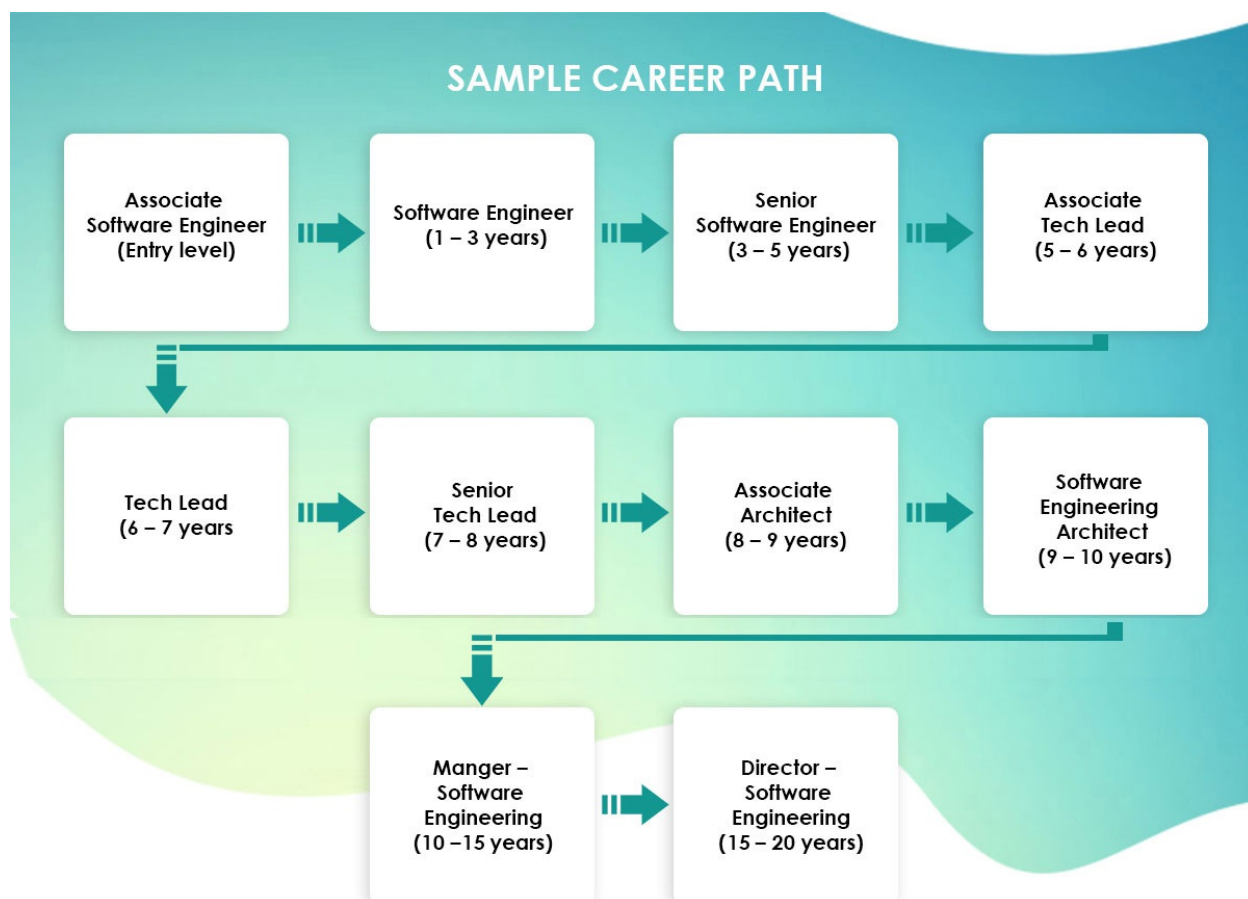 SAMPLE CAREER PATH
Associate
Software Engineer
(Entry level)
Software Engineer
(1 – 3 years)
Senior
Software Engineer
(3 – 5 years)
Associate
Tech Lead
(5 – 6 years)
Tech Lead
(6 – 7 years
Senior
Tech Lead
(7 – 8 years)
Associate
Architect
(8 – 9 years)
Software
Engineering
Architect
(9 – 10 years)
Manger –
Software
Engineering
(10 –15 years)
Director –
Software
Engineering
(15 – 20 years)